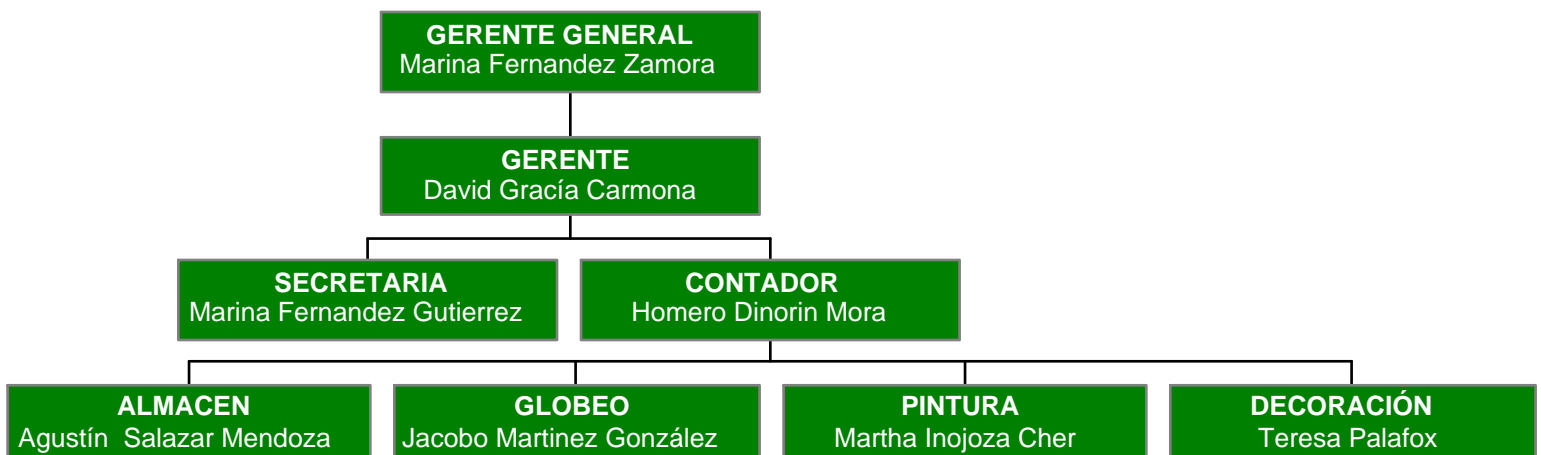 GERENTE GENERAL
Marina Fernandez Zamora
GERENTE
David Gracía Carmona
SECRETARIA
Marina Fernandez Gutierrez
CONTADOR
Homero Dinorin Mora
ALMACEN
Agustín  Salazar Mendoza
GLOBEO
Jacobo Martinez González
PINTURA
Martha Inojoza Cher
DECORACIÓN
Teresa Palafox